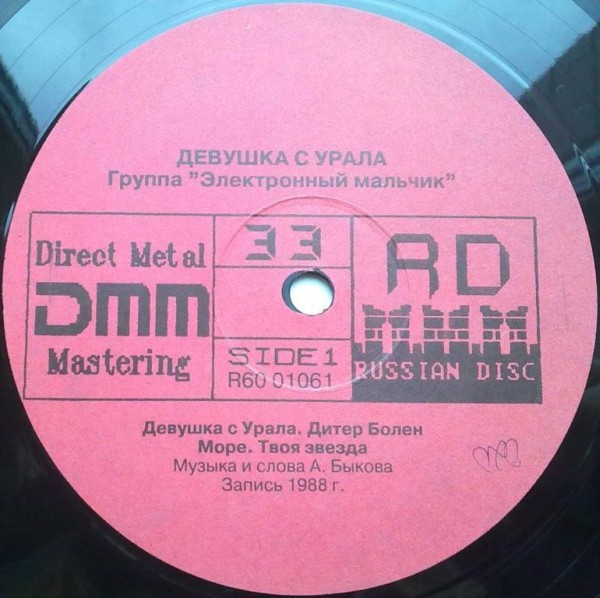 ДЕВУШКА С УРАЛА
Группа ”Электронный мальчик”
Direct Metal
DMM
Mastering
33
SIDE 1
R60 01061
RD
RUSSIAN DISC
Девушка с Урала. Дитер Болен
Море. Твоя звезда
Музыка и слова А. Быкова
Запись 1988 г.